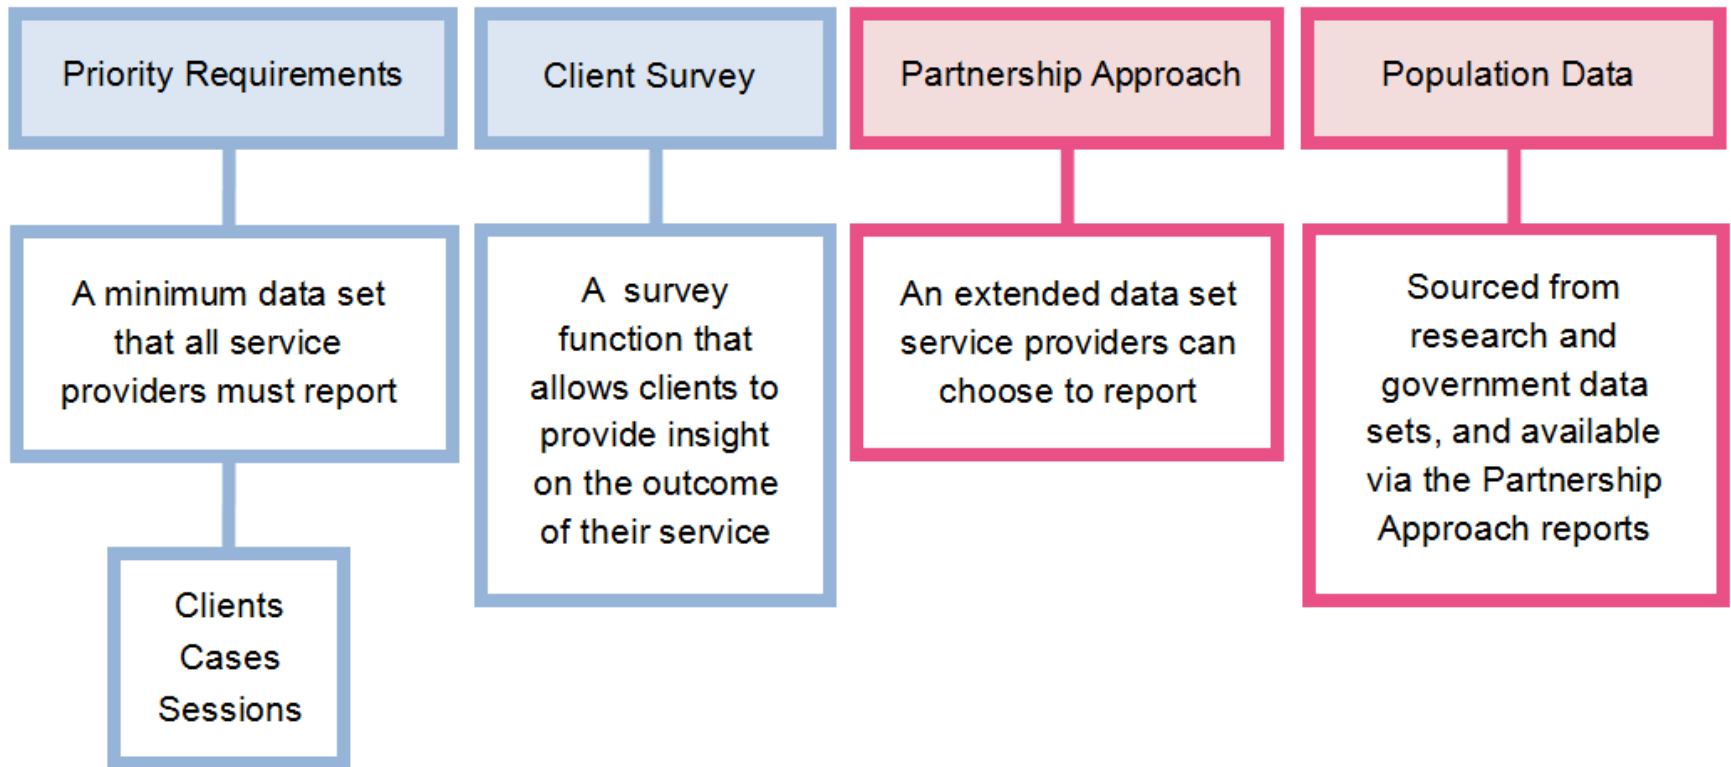 Priority Requirements
Client Survey
Partnership Approach
Population Data
A minimum data set
that all service
providers must report
A survey
function that
allows clients to
provide insight
on the outcome
of their service
An extended data set
service providers can
choose to report
Sourced from
research and
government data
sets, and available
via the Partnership
Approach reports
Clients
Cases
Sessions